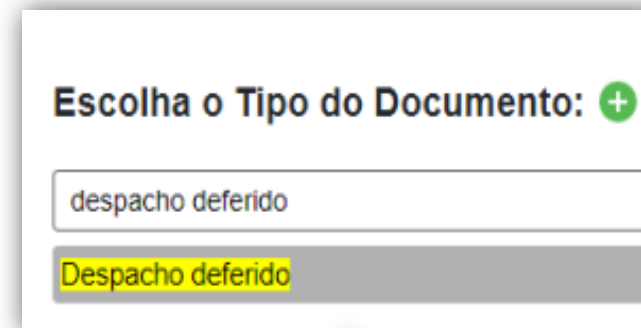 Escolha o Tipo do Documento:
despacho deferido
Despacho deferido